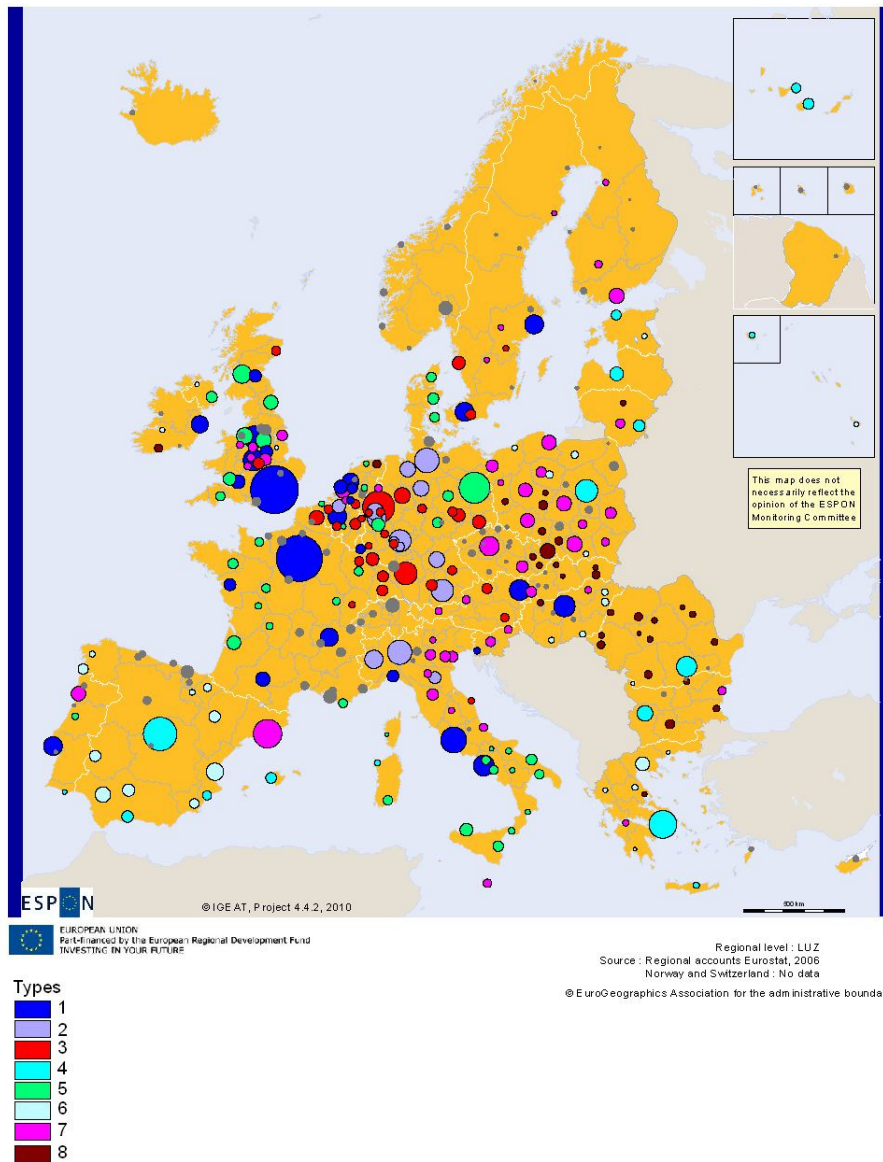 This map does not
necessarily reflect the
opinion of the ESPON
Monitoring Committee
ESPON
© IGEAT, Project 4.4.2, 2010
500 km
EUROPEAN UNION
Part-financed by the European Regional Development Fund
INVESTING IN YOUR FUTURE
Regional level : LUZ
Source : Regional accounts Eurostat, 2006
Norway and Switzerland : No data
© EuroGeographics Association for the administrative bounda
Types
1
2
3
4
5
6
7
8